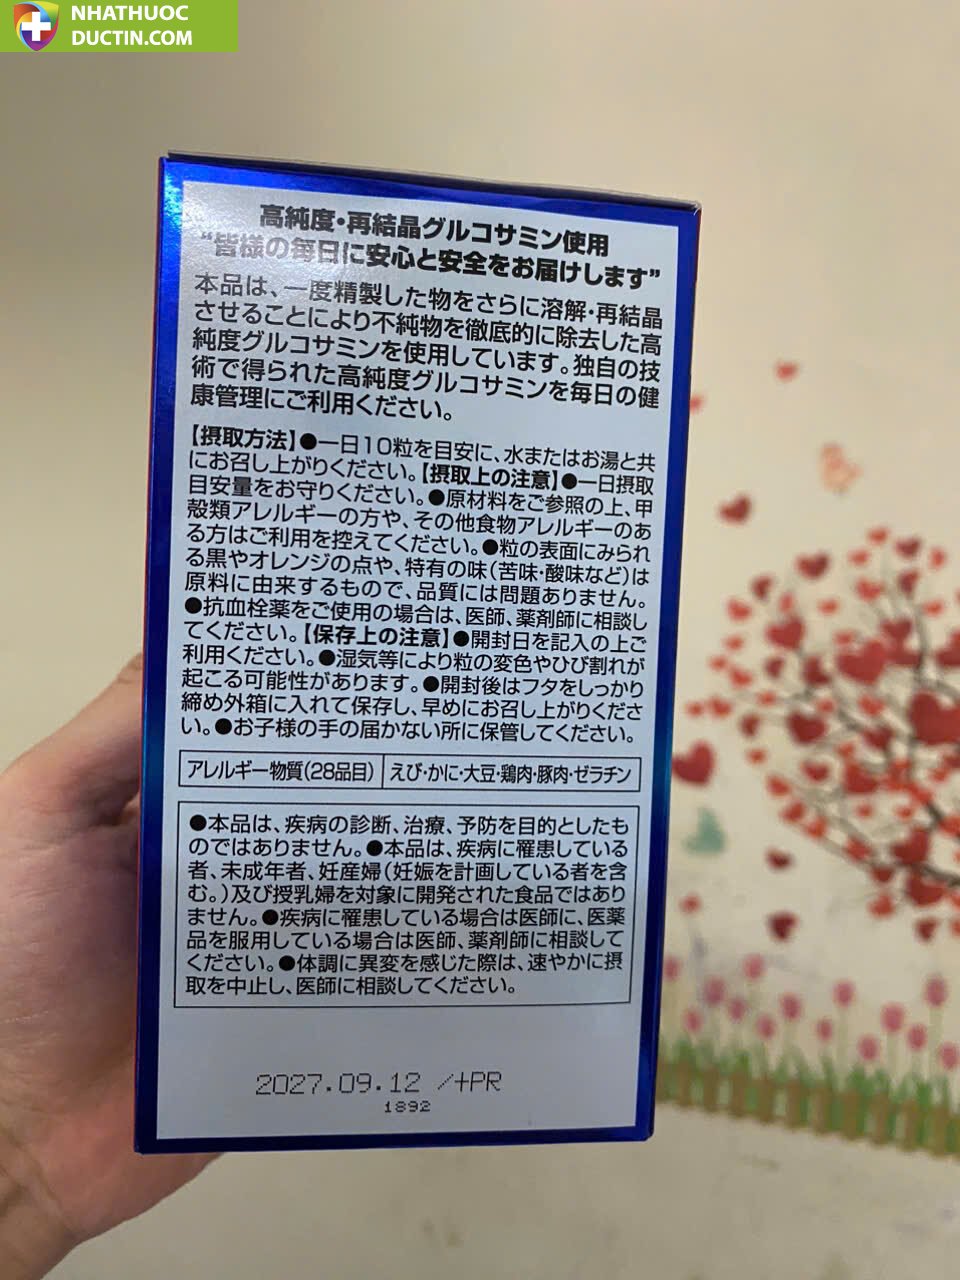 NHATHUOC
DUCTIN.COM
高純度・再結晶グルコサミン使用
“皆様の毎日に安心と安全をお届けします”
本品は、一度精製した物をさらに溶解・再結晶
させることにより不純物を徹底的に除去した高
純度グルコサミンを使用しています。独自の技
術で得られた高純度グルコサミンを毎日の健
康管理にご利用ください。
【摂取方法】●一日10粒を目安に、水またはお湯と共
にお召し上がりください。【摂取上の注意】●一日摂取
目安量をお守りください。●原材料をご参照の上、甲
殻類アレルギーの方や、その他食物アレルギーのあ
る方はご利用を控えてください。●粒の表面にみられ
る黒やオレンジの点や、特有の味（苦味・酸味など）は
原料に由来するもので、品質には問題ありません。
●抗血栓薬をご使用の場合は、医師、薬剤師に相談し
てください。【保存上の注意】●開封日を記入の上ご
利用ください。●湿気等により粒の変色やひび割れが
起こる可能性があります。●開封後はフタをしっかり
締め外箱に入れて保存し、早めにお召し上がりくださ
い。●お子様の手の届かない所に保管してください。
アレルギー物質（28品目） えび・かに・大豆・鶏肉・豚肉・ゼラチン
●本品は、疾病の診断、治療、予防を目的としたも
のではありません。●本品は、疾病に罹患している
者、未成年者、妊産婦（妊娠を計画している者を含
む。）及び授乳婦を対象に開発された食品ではあり
ません。●疾病に罹患している場合は医師に、医薬
品を服用している場合は医師、薬剤師に相談して
ください。●体調に異変を感じた際は、速やかに摂
取を中止し、医師に相談してください。
2027.09.12 /+PR
1892